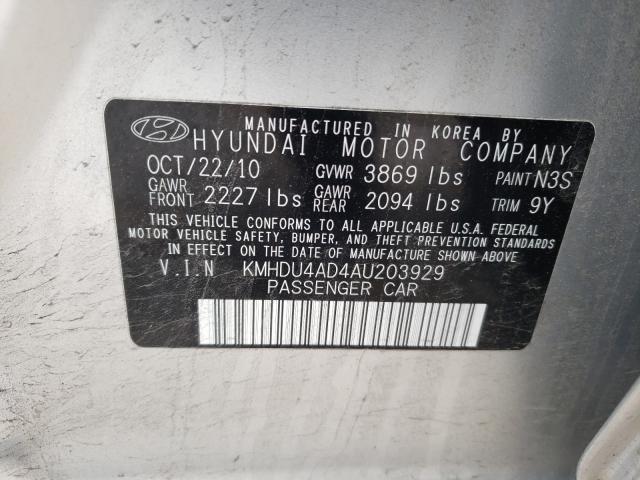 MANUFACTURED IN KOREA BY
HYUNDAI MOTOR COMPANY
OCT/22/10 GVWR 3869 lbs PAINT N3S
GAWR FRONT 2227 lbs GAWR REAR 2094 lbs TRIM 9Y
THIS VEHICLE CONFORMS TO ALL APPLICABLE U.S.A. FEDERAL
MOTOR VEHICLE SAFETY, BUMPER, AND THEFT PREVENTION STANDARDS
IN EFFECT ON THE DATE OF MANUFACTURE SHOWN ABOVE.
V.I.N KMHDU4AD4AU203929
PASSENGER CAR